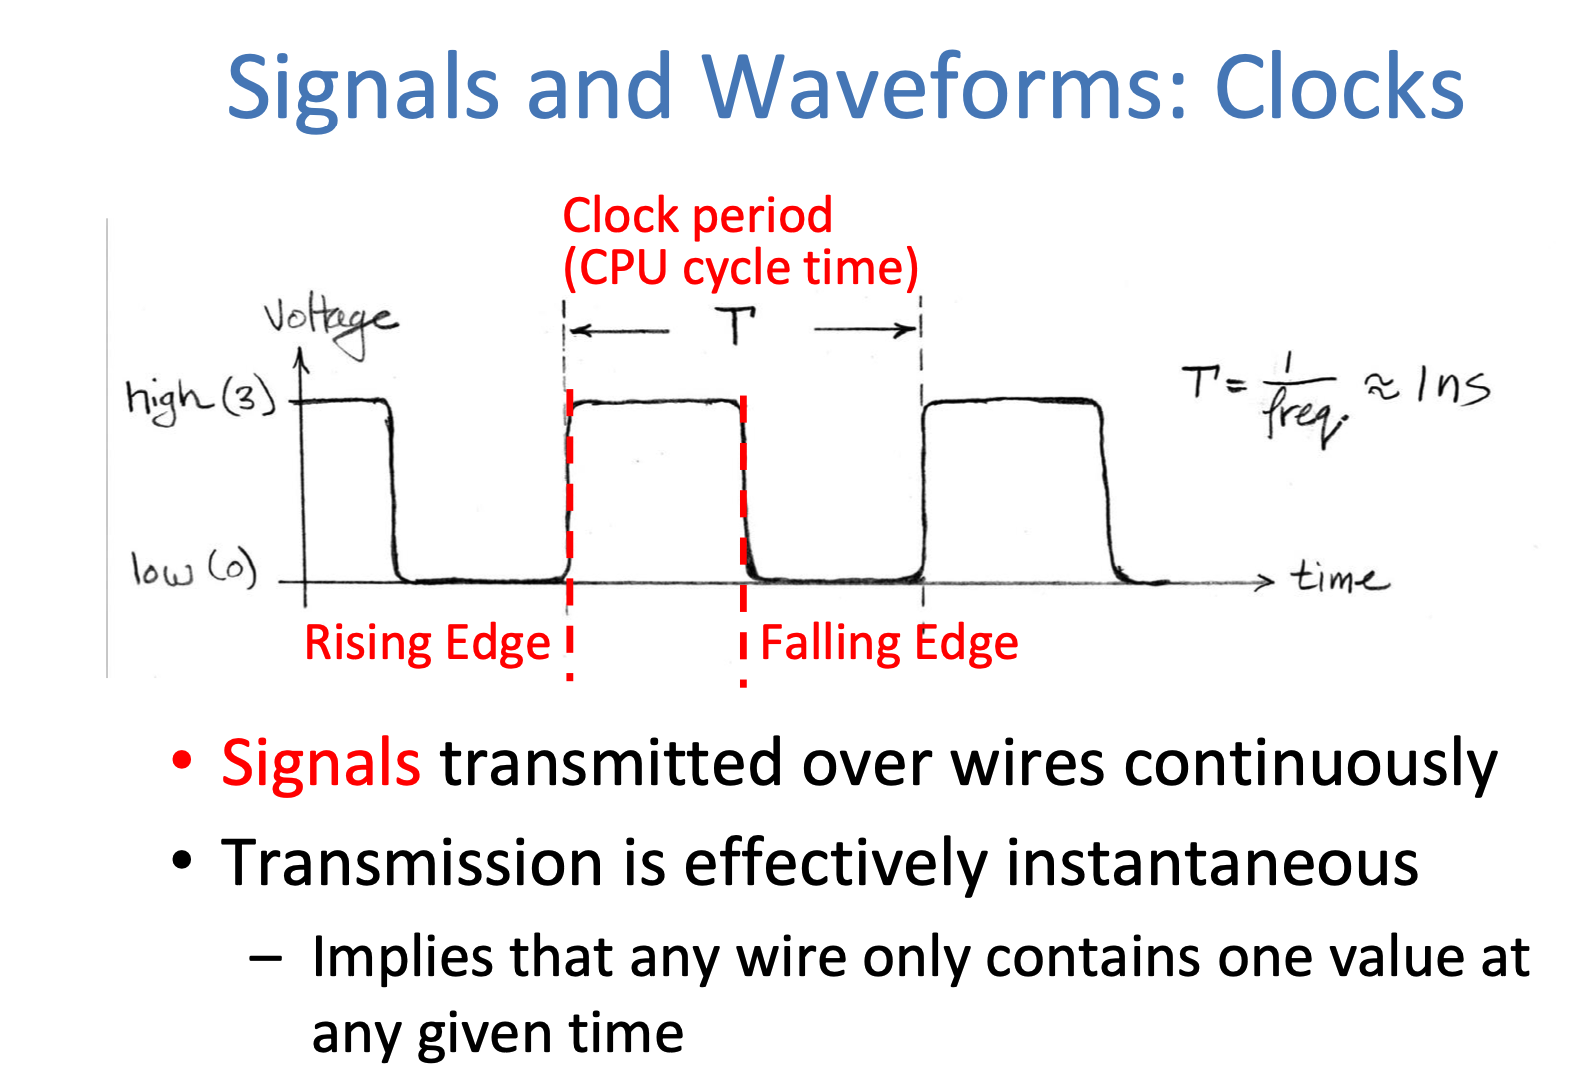 Signals and Waveforms: Clocks
Clock period
(CPU cycle time)
Voltage
T
high (3)
T = 1/freq. ≈ 1ns
low (0)
time
Rising Edge
Falling Edge
• Signals transmitted over wires continuously
• Transmission is effectively instantaneous
– Implies that any wire only contains one value at
any given time